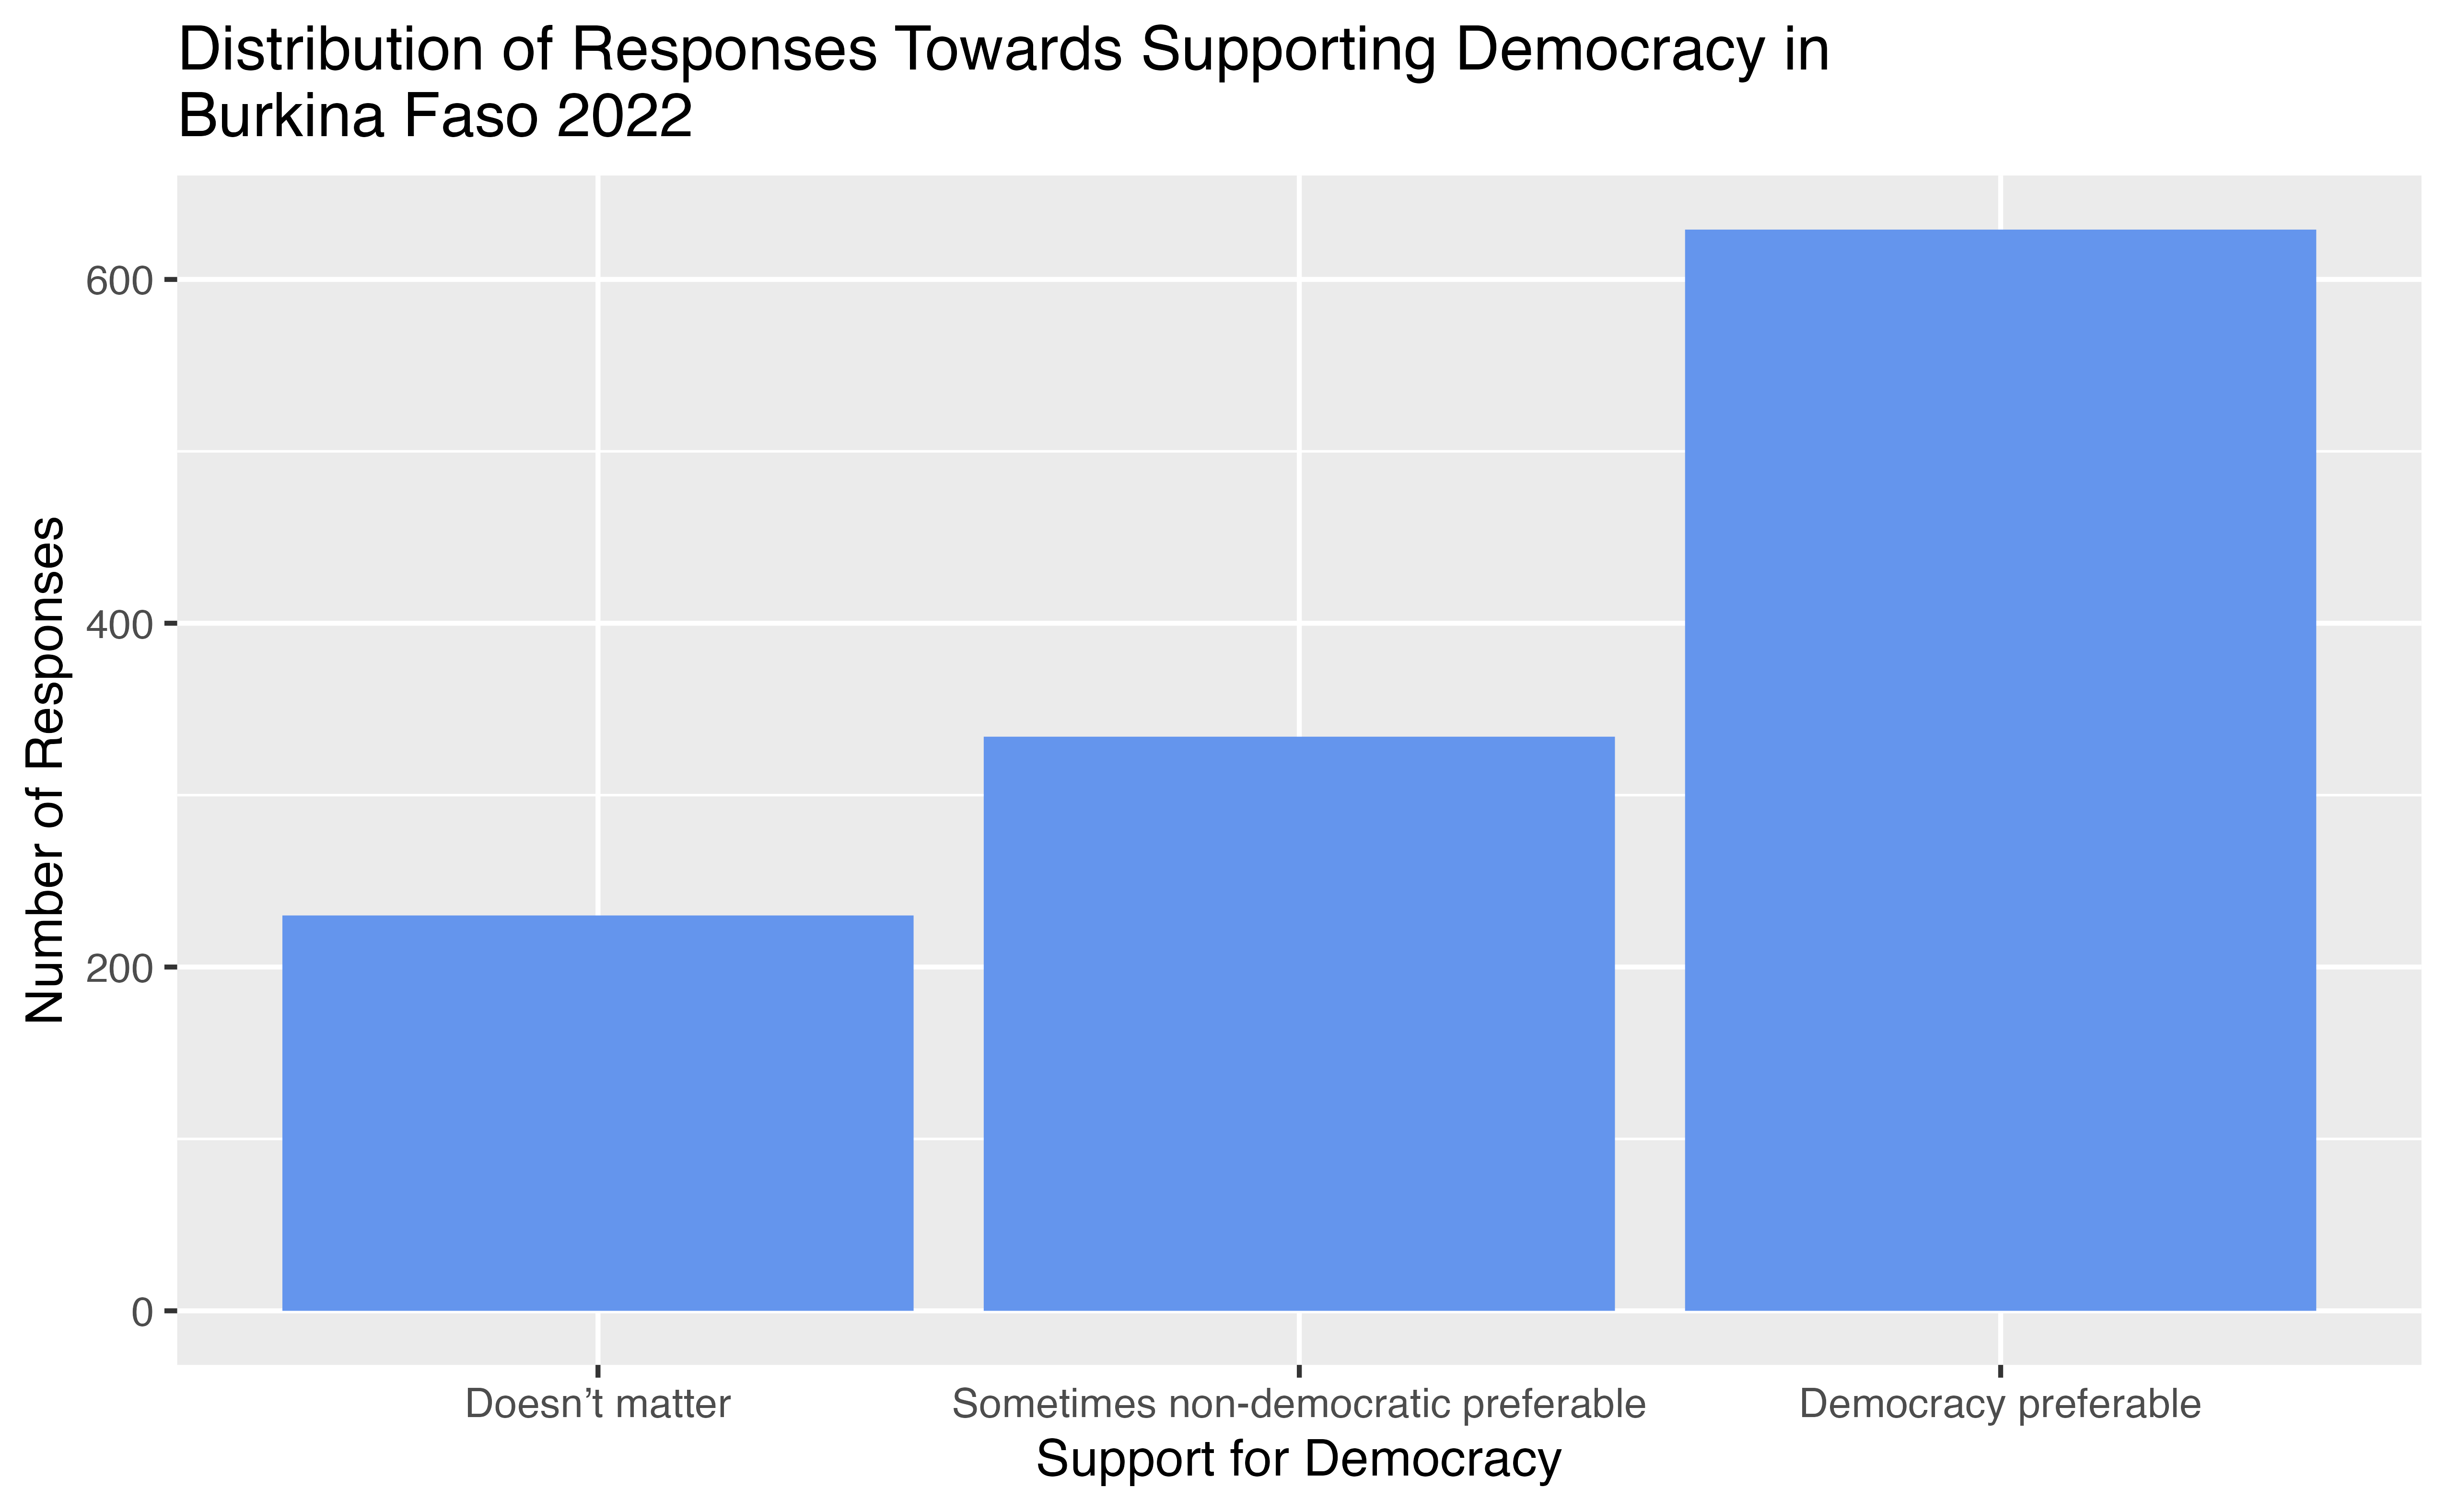 Distribution of Responses Towards Supporting Democracy in
Burkina Faso 2022
Number of Responses
600
400
200
0
Doesn’t matter
Sometimes non-democratic preferable
Democracy preferable
Support for Democracy